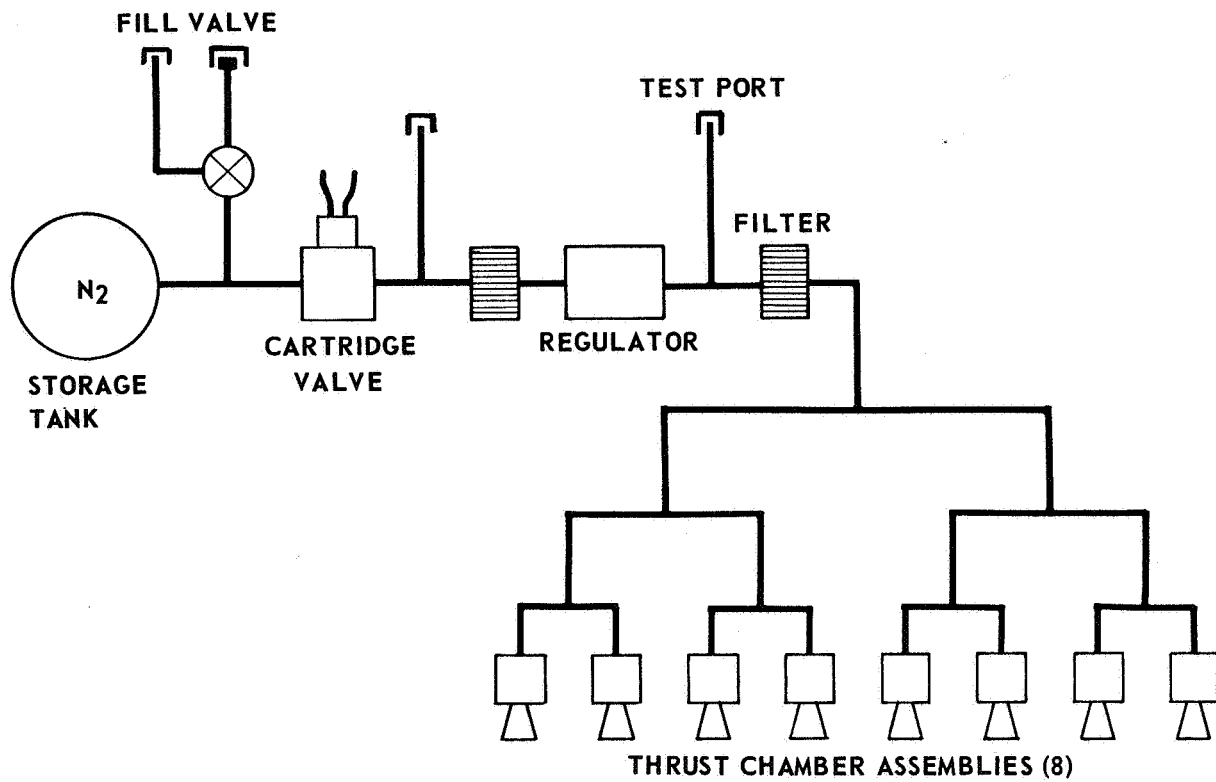 FILL VALVE
TEST PORT
FILTER
N2
CARTRIDGE
VALVE
REGULATOR
STORAGE
TANK
THRUST CHAMBER ASSEMBLIES (8)